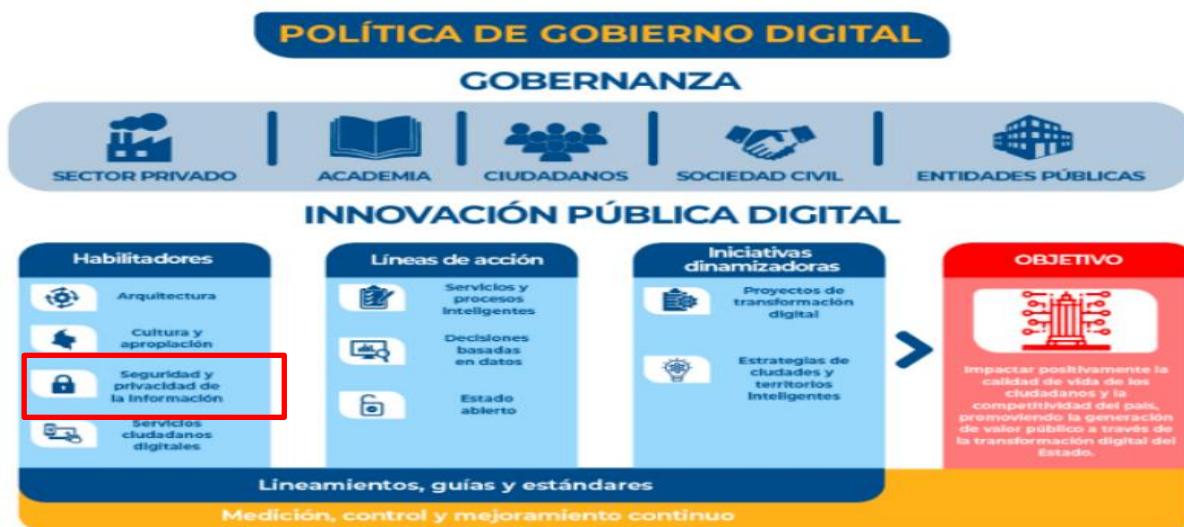 POLÍTICA DE GOBIERNO DIGITAL
GOBERNANZA
SECTOR PRIVADO
ACADEMIA
CIUDADANOS
SOCIEDAD CIVIL
ENTIDADES PÚBLICAS
INNOVACIÓN PÚBLICA DIGITAL
Habilitadores
Arquitectura
Cultura y
apropiación
Seguridad y
privacidad de
la Información
Servicios
ciudadanos
digitales
Líneas de acción
Servicios y
procesos
Inteligentes
Decisiones
basadas
en datos
Estado
abierto
Iniciativas
dinamizadoras
Proyectos de
transformación
digital
Estrategias de
ciudades y
territorios
Inteligentes
OBJETIVO
Impactar positivamente la
calidad de vida de los
ciudadanos y la
competitividad del país,
promoviendo la generación
de valor público a través de
la transformación digital del
Estado.
Lineamientos, guías y estándares
Medición, control y mejoramiento continuo